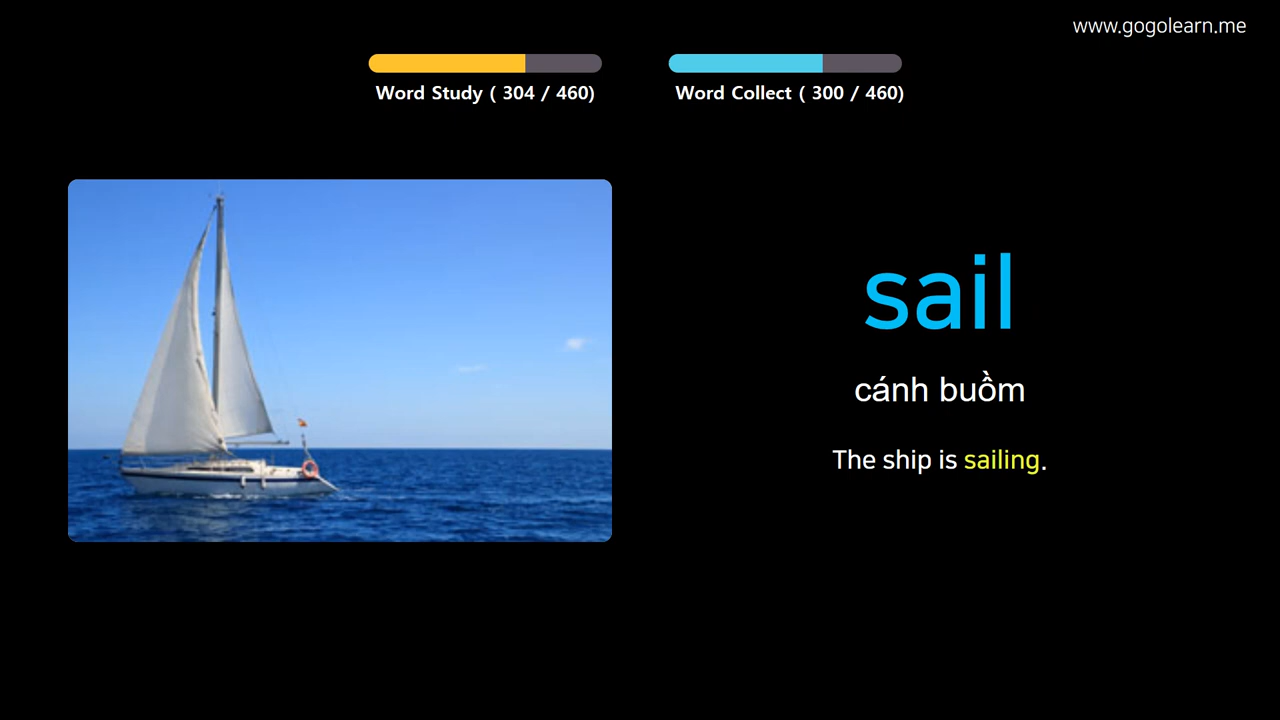 www.gogolearn.me
Word Study ( 304 / 460)
Word Collect ( 300 / 460)
sail
cánh buồm
The ship is sailing.